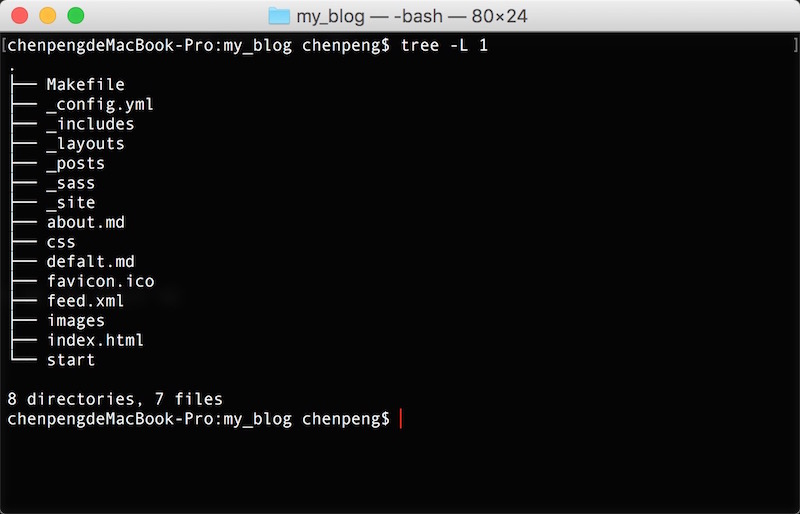 my_blog — -bash — 80×24
[chenpengdeMacBook-Pro:my_blog chenpeng$ tree -L 1 ]
.
├── Makefile
├── _config.yml
├── _includes
├── _layouts
├── _posts
├── _sass
├── _site
├── about.md
├── css
├── defalt.md
├── favicon.ico
├── feed.xml
├── images
├── index.html
└── start
8 directories, 7 files
chenpengdeMacBook-Pro:my_blog chenpeng$